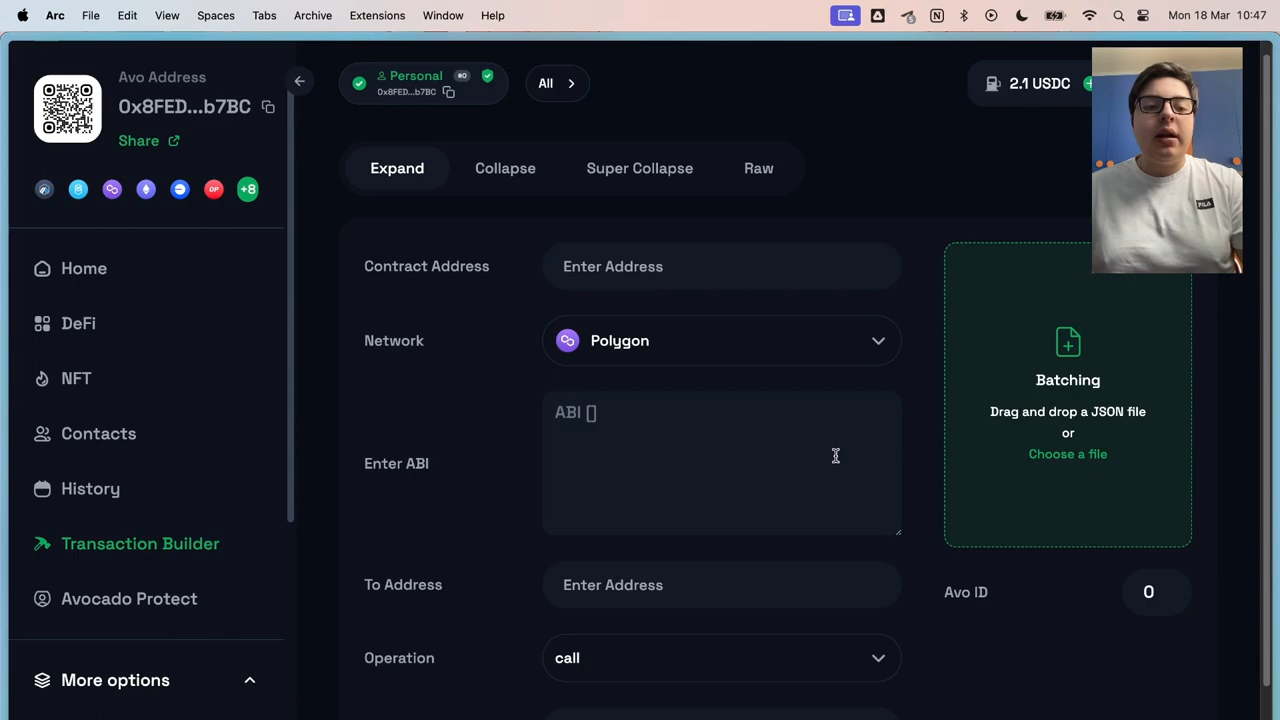 Arc File Edit View Spaces Tabs Archive Extensions Window Help Mon 18 Mar 10:47
Avo Address
0x8FED...b7BC
Share
OP +8
Home
DeFi
NFT
Contacts
History
Transaction Builder
Avocado Protect
More options
Personal
0x8FED...b7BC
All
2.1 USDC
Expand Collapse Super Collapse Raw
Contract Address Enter Address
Network Polygon
Enter ABI ABI []
To Address Enter Address
Operation call
Batching
Drag and drop a JSON file
or
Choose a file
Avo ID 0
FILA